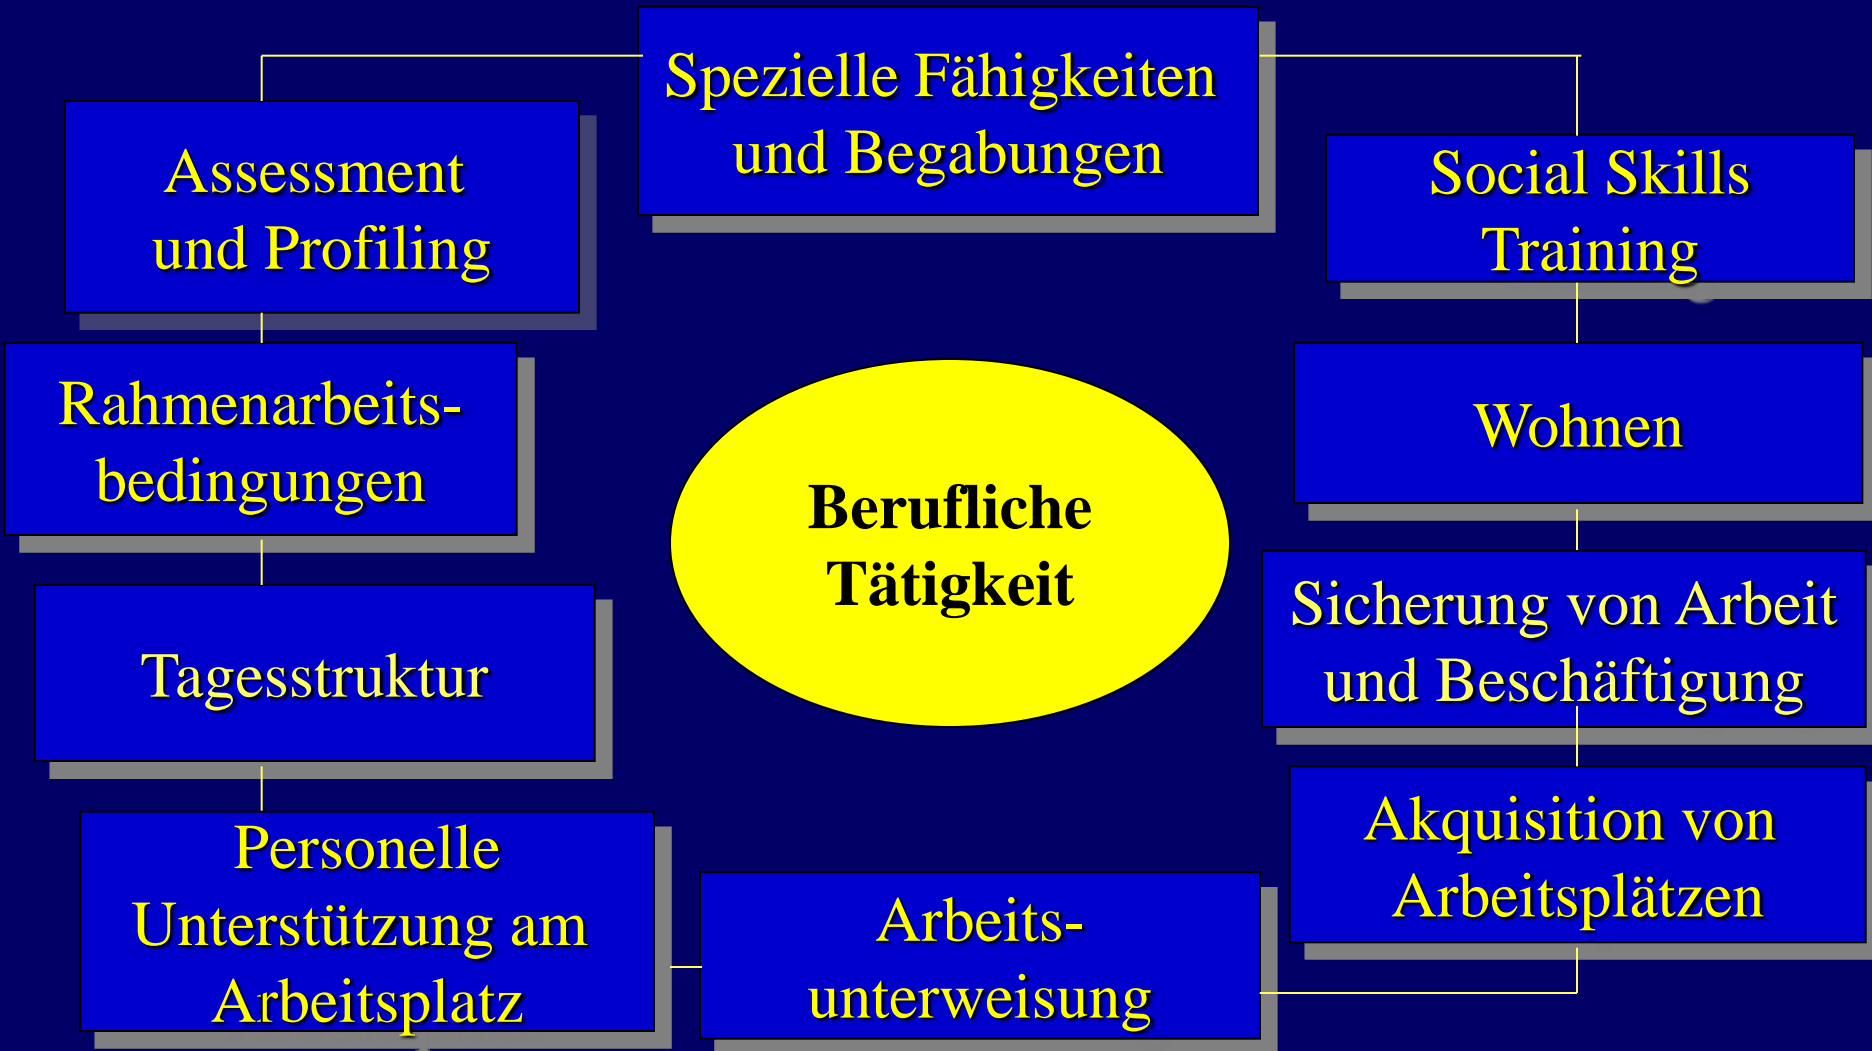 Spezielle Fähigkeiten
und Begabungen
Assessment
und Profiling
Social Skills
Training
Rahmenarbeits-
bedingungen
Wohnen
Berufliche
Tätigkeit
Sicherung von Arbeit
und Beschäftigung
Tagesstruktur
Akquisition von
Arbeitsplätzen
Personelle
Unterstützung am
Arbeitsplatz
Arbeits-
unterweisung